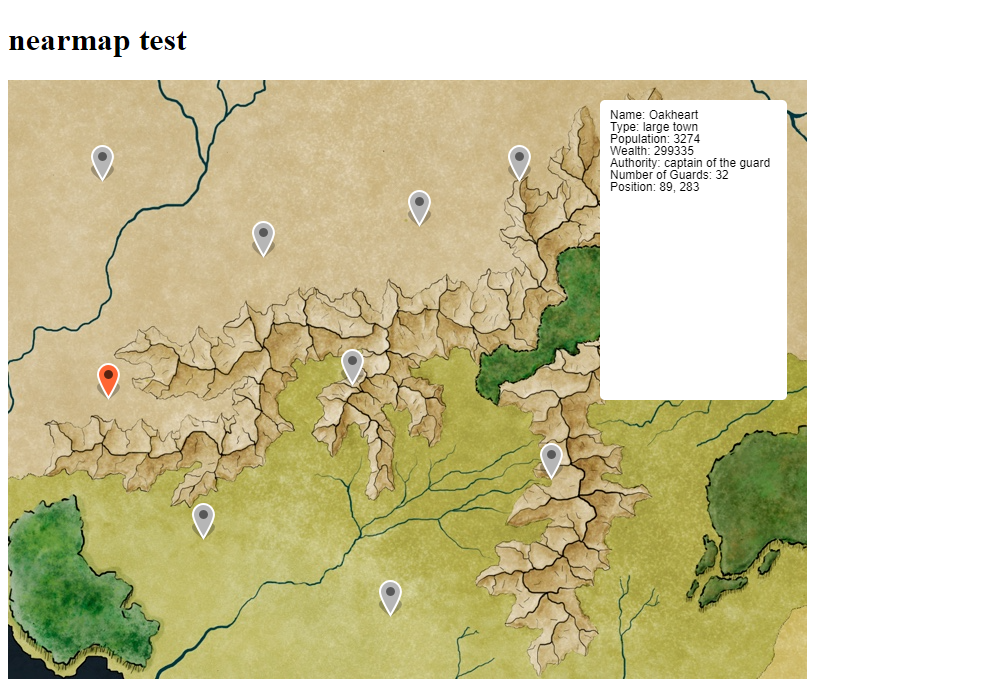 nearmap test
Name: Oakheart
Type: large town
Population: 3274
Wealth: 299335
Authority: captain of the guard
Number of Guards: 32
Position: 89, 283